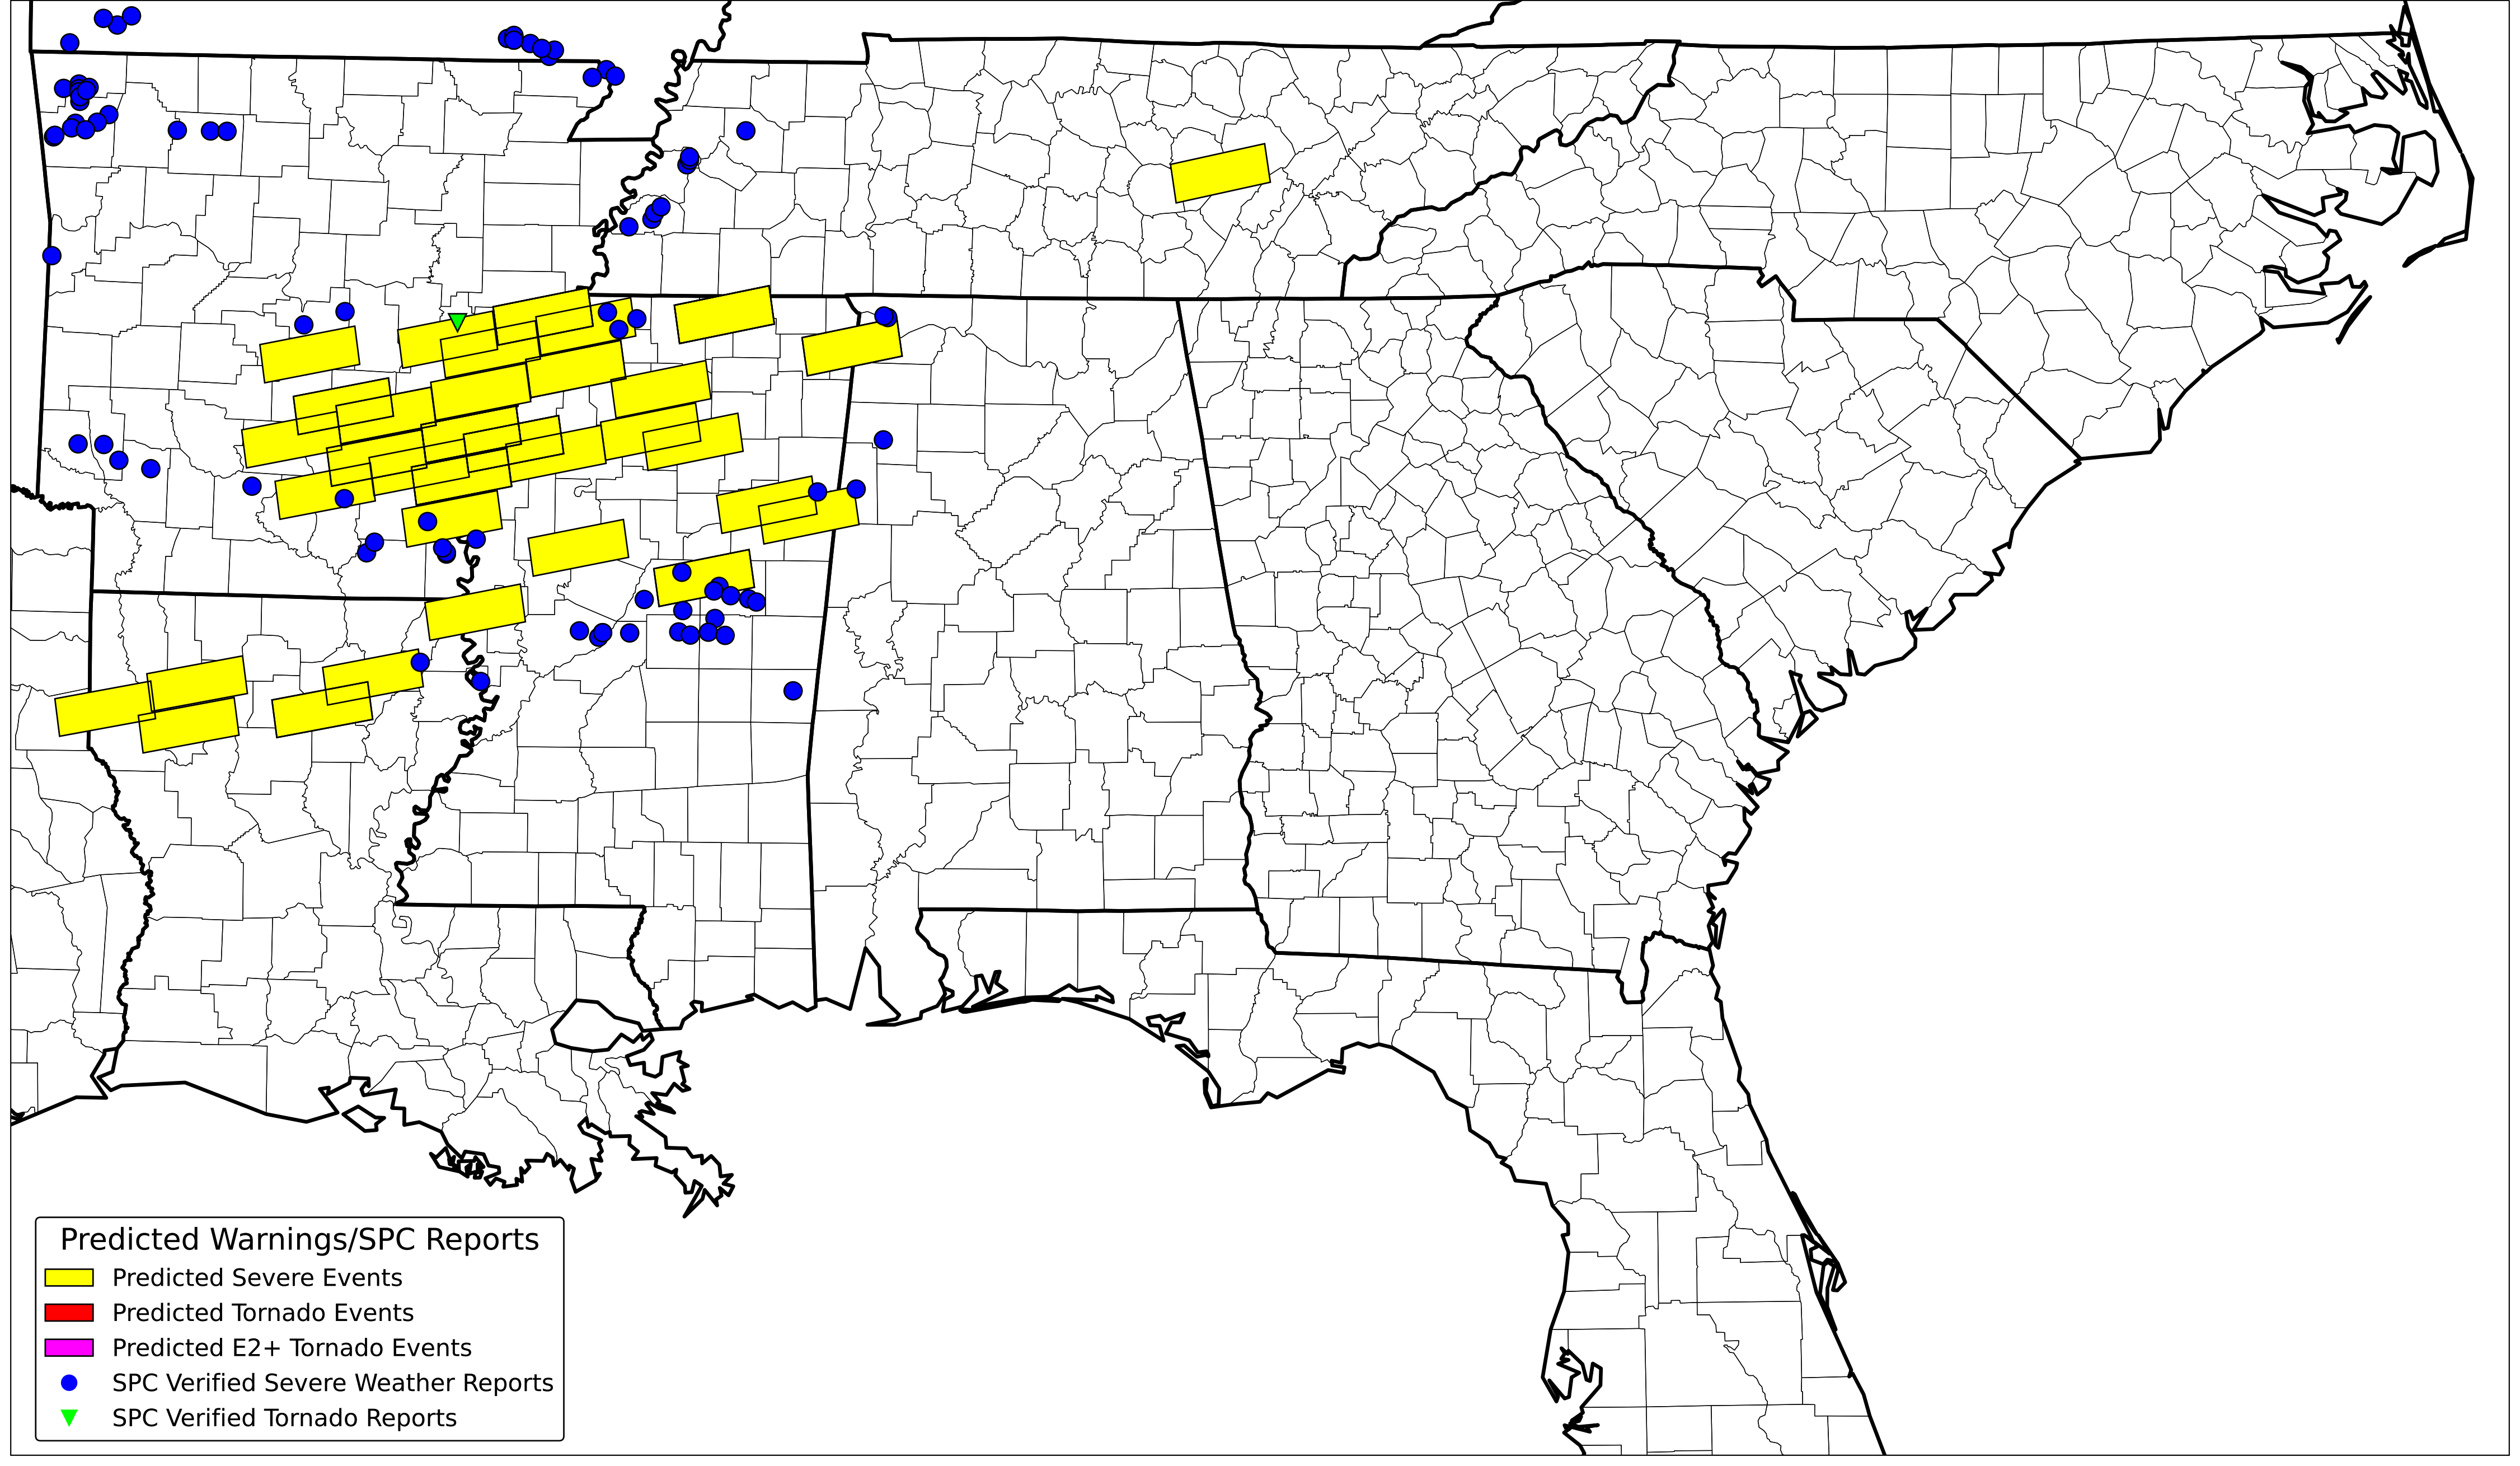 Predicted Warnings/SPC Reports
Predicted Severe Events
Predicted Tornado Events
Predicted E2+ Tornado Events
SPC Verified Severe Weather Reports
SPC Verified Tornado Reports